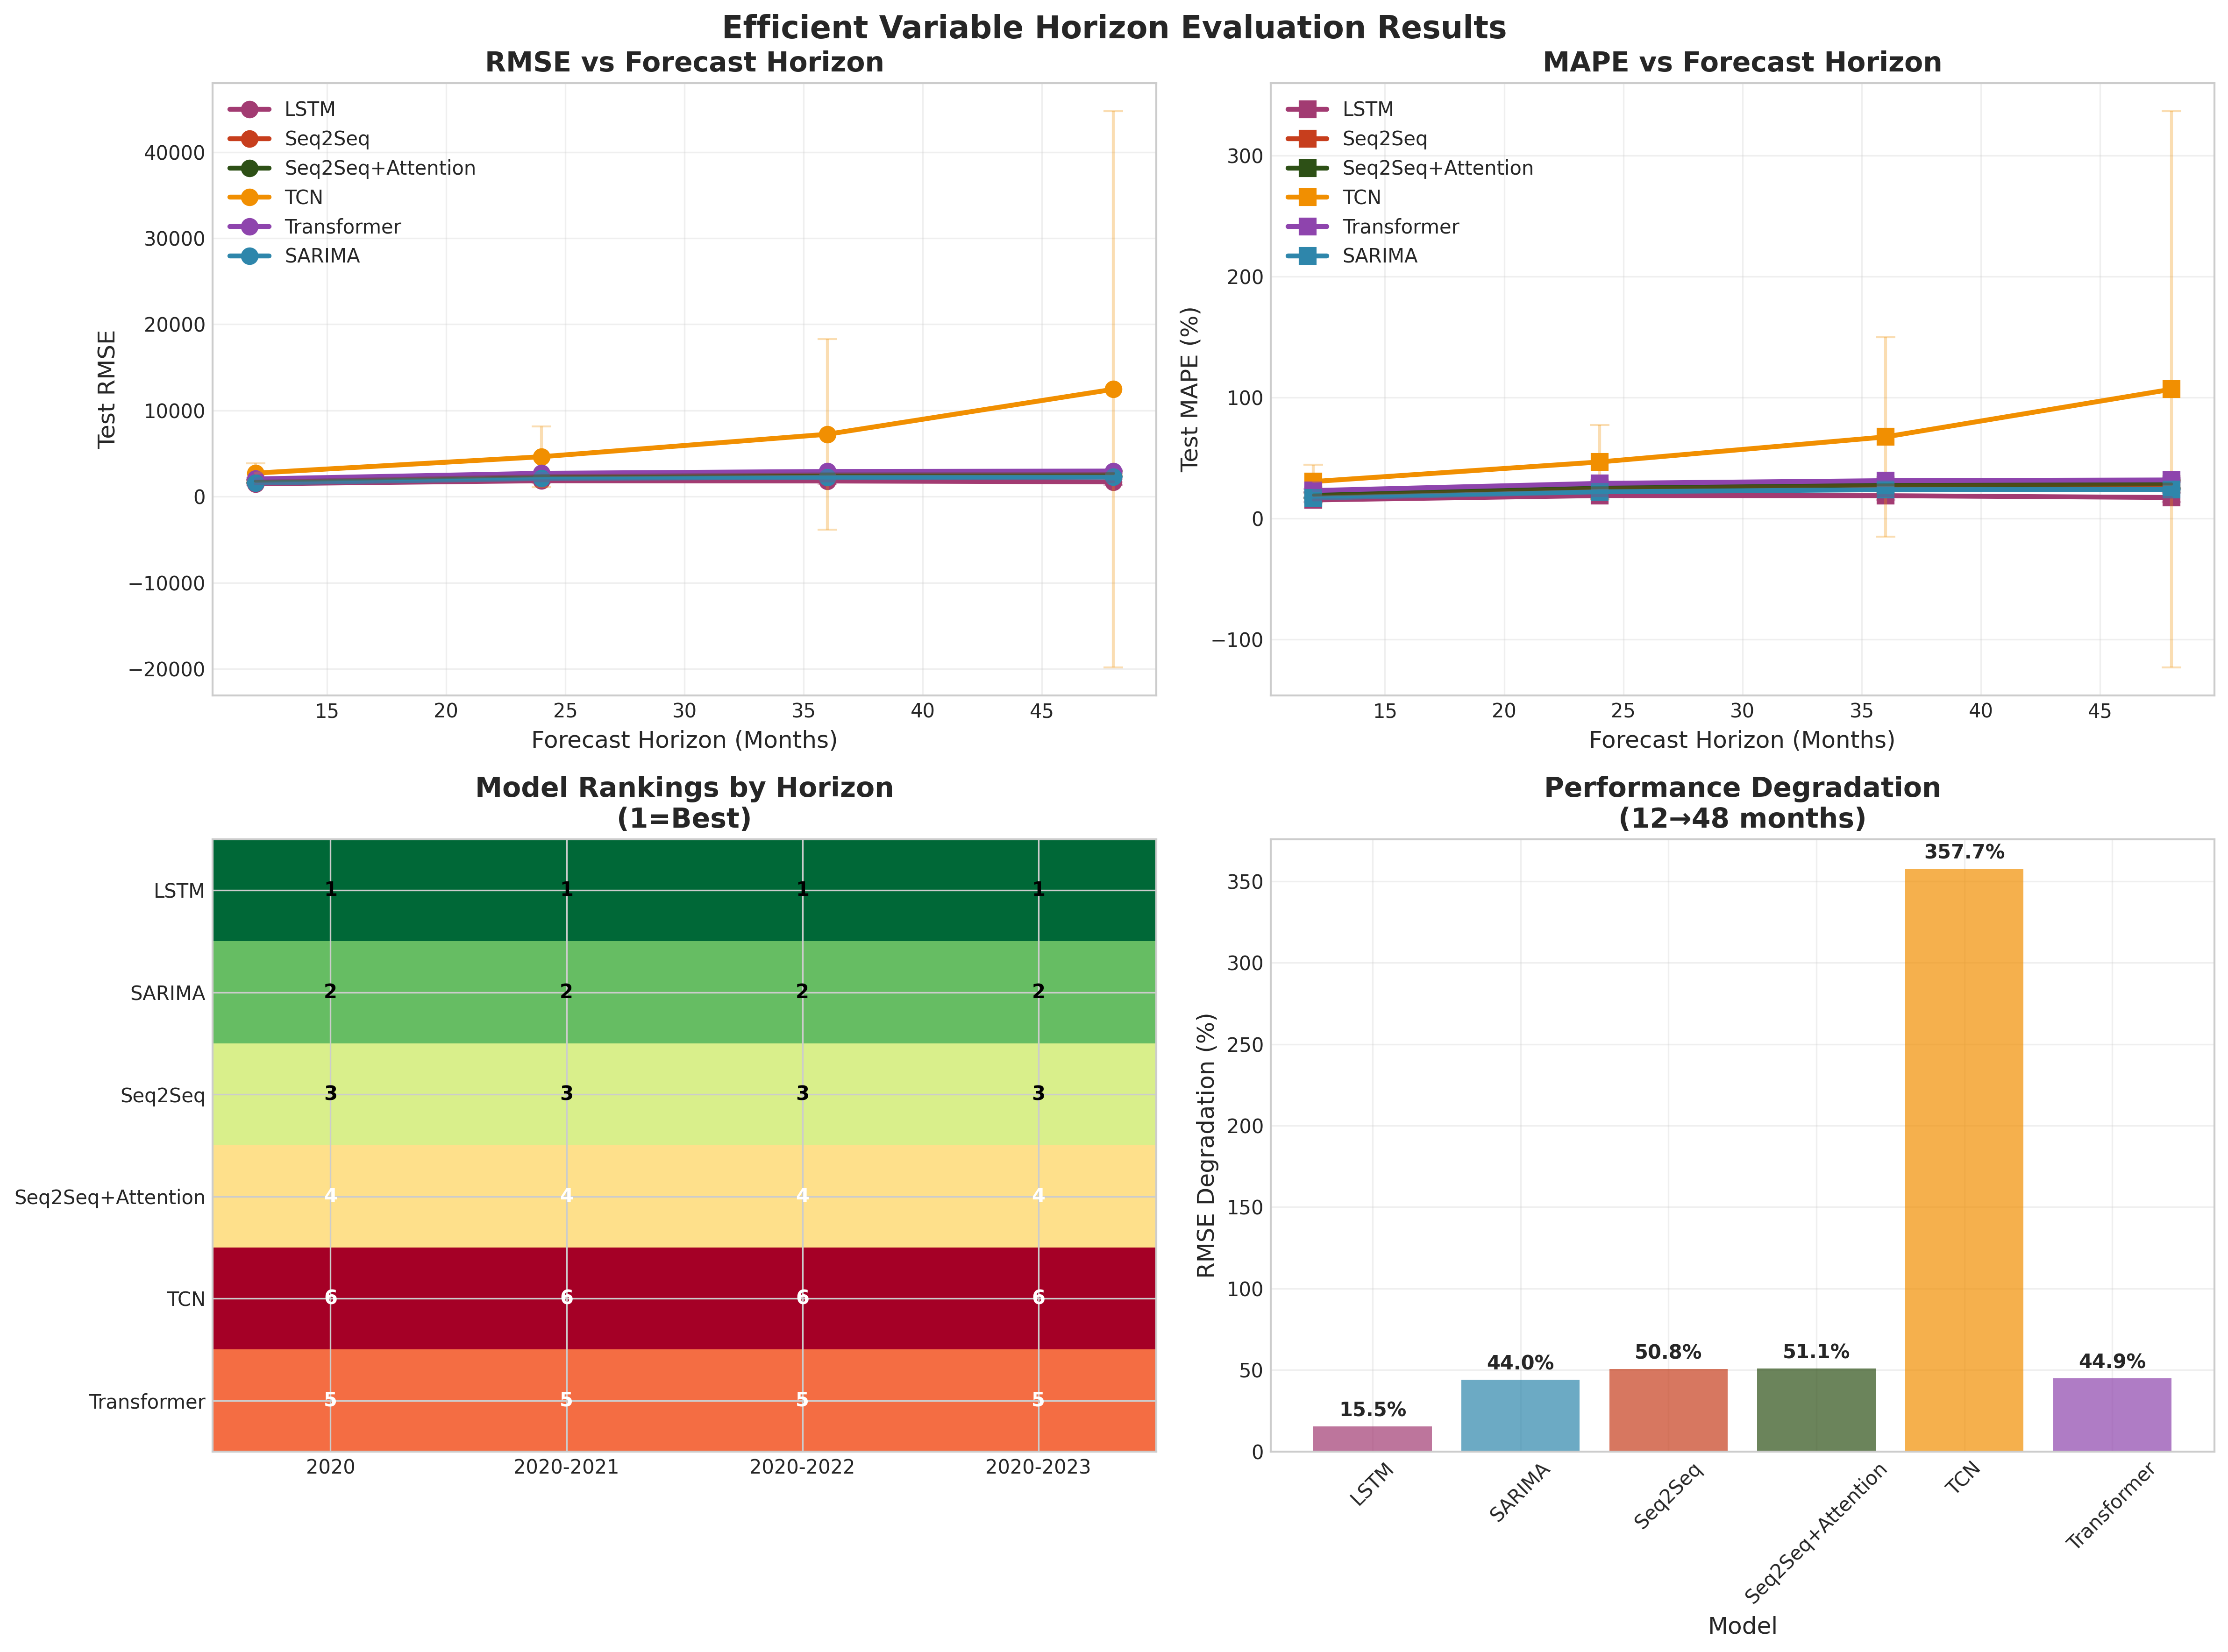 Efficient Variable Horizon Evaluation Results
RMSE vs Forecast Horizon
LSTM
Seq2Seq
Seq2Seq+Attention
TCN
Transformer
SARIMA
Test RMSE
40000
30000
20000
10000
0
−10000
−20000
15 20 25 30 35 40 45
Forecast Horizon (Months)
MAPE vs Forecast Horizon
LSTM
Seq2Seq
Seq2Seq+Attention
TCN
Transformer
SARIMA
Test MAPE (%)
300
200
100
0
−100
15 20 25 30 35 40 45
Forecast Horizon (Months)
Model Rankings by Horizon
(1=Best)
LSTM 1 1 1 1
SARIMA 2 2 2 2
Seq2Seq 3 3 3 3
Seq2Seq+Attention 4 4 4 4
TCN 6 6 6 6
Transformer 5 5 5 5
2020 2020-2021 2020-2022 2020-2023
Performance Degradation
(12→48 months)
RMSE Degradation (%)
350
300
250
200
150
100
50
0
15.5% 44.0% 50.8% 51.1% 357.7% 44.9%
LSTM SARIMA Seq2Seq Seq2Seq+Attention TCN Transformer
Model